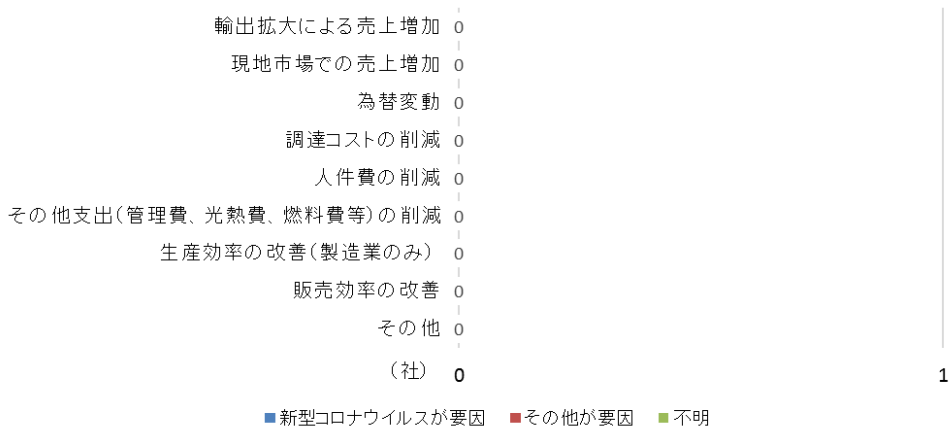 輸出拡大による売上増加 0
現地市場での売上増加 0
為替変動 0
調達コストの削減 0
人件費の削減 0
その他支出(管理費、光熱費、燃料費等)の削減 0
生産効率の改善(製造業のみ) 0
販売効率の改善 0
その他 0
(社) 0 1
新型コロナウイルスが要因 その他が要因 不明